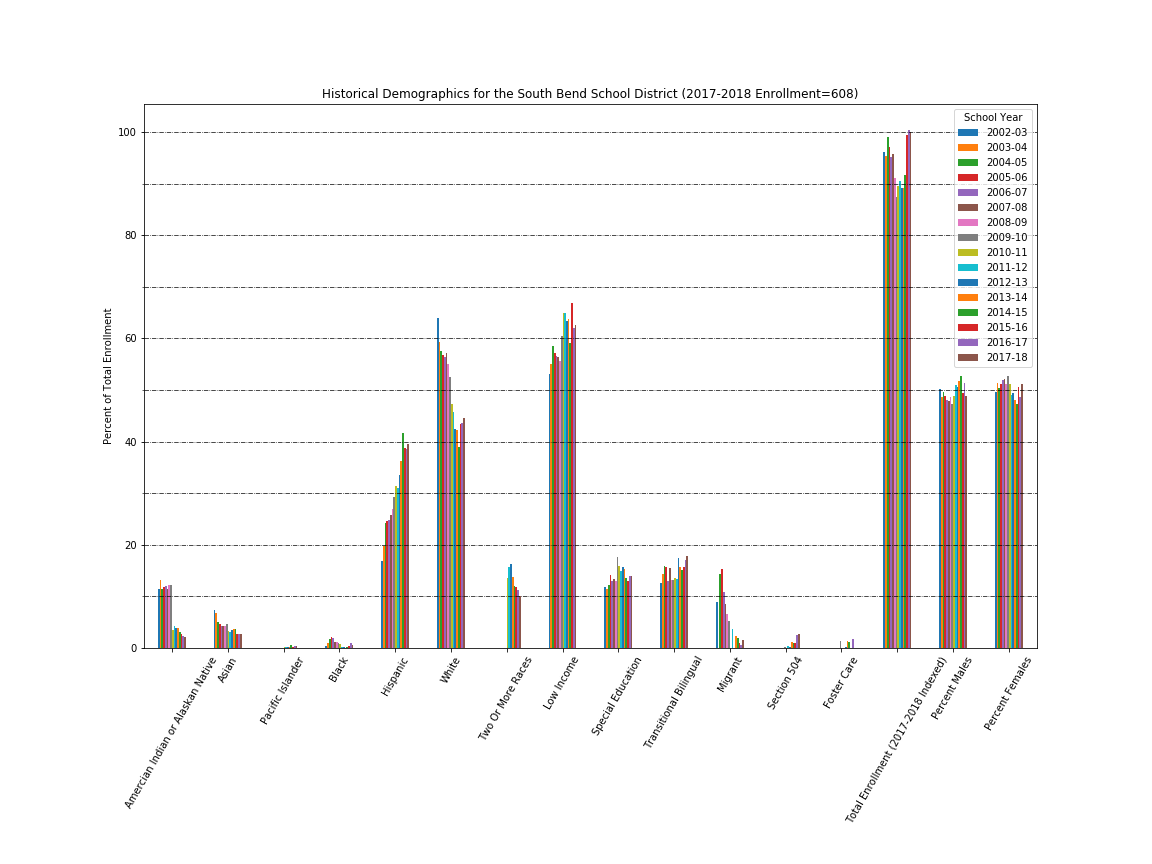 Historical Demographics for the South Bend School District (2017-2018 Enrollment=608)
Percent of Total Enrollment
100
80
60
40
20
0
School Year
2002-03
2003-04
2004-05
2005-06
2006-07
2007-08
2008-09
2009-10
2010-11
2011-12
2012-13
2013-14
2014-15
2015-16
2016-17
2017-18
Amercian Indian or Alaskan Native
Asian
Pacific Islander
Black
Hispanic
White
Two Or More Races
Low Income
Special Education
Transitional Bilingual
Migrant
Section 504
Foster Care
Total Enrollment (2017-2018 Indexed)
Percent Males
Percent Females